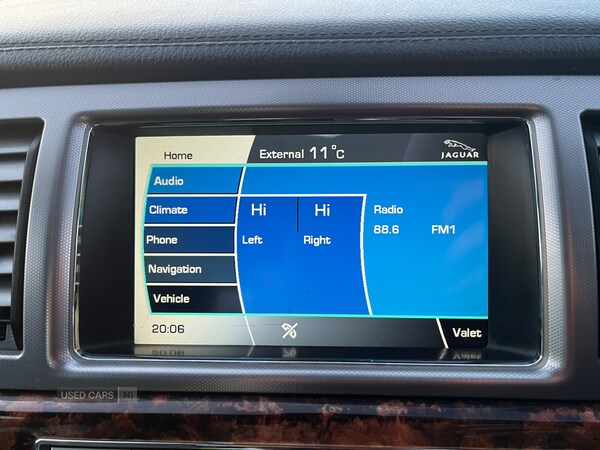 Home
External 11°C
JAGUAR
Audio
Climate
Phone
Navigation
Vehicle
Hi
Left
Hi
Right
Radio
88.6 FM1
20:06
Valet
USED CARS NI